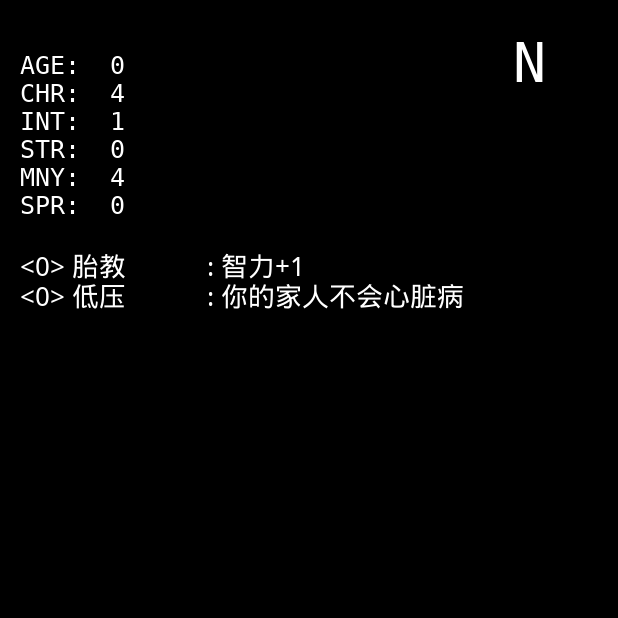 N
AGE: 0
CHR: 4
INT: 1
STR: 0
MNY: 4
SPR: 0
<O> 胎教 : 智力+1
<O> 低压 : 你的家人不会心脏病